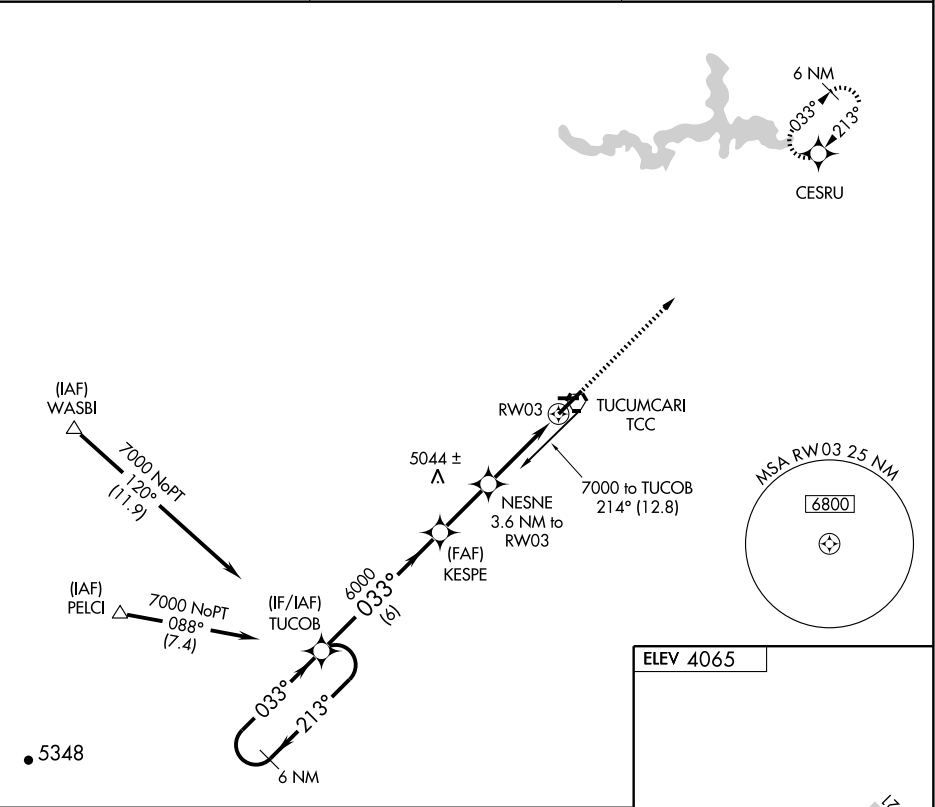 6 NM
033°
213°
CESRU
(IAF)
WASBI
7000 NoPT
120°
(11.9)
RW03
TUCUMCARI
TCC
5044 ±
7000 to TUCOB
214° (12.8)
NESNE
3.6 NM to
RW03
(FAF)
KESPE
MSA RW03 25 NM
6800
(IAF)
PELCI
7000 NoPT
088°
(7.4)
(IF/IAF)
TUCOB
6000
033°
(6)
033°
213°
6 NM
5348
ELEV 4065